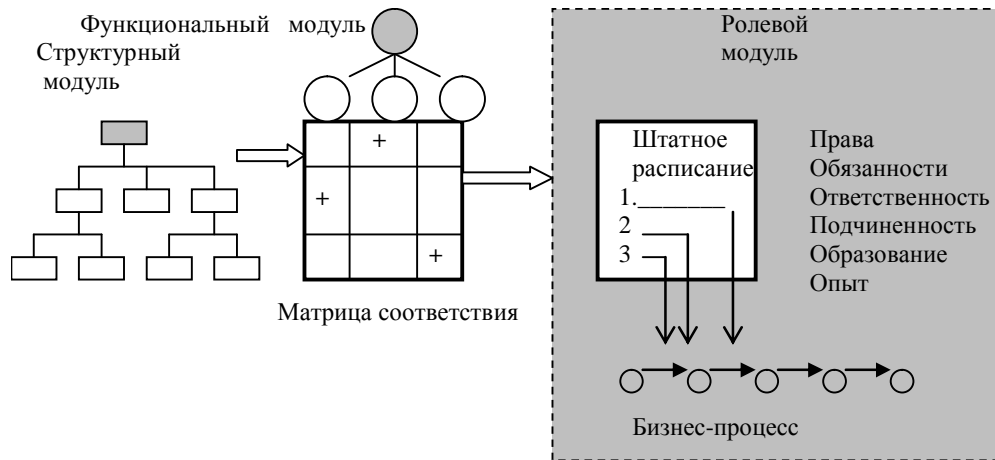 Функциональный модуль
Структурный
модуль
+
+
+
Матрица соответствия
Ролевой
модуль
Штатное
расписание
1._______
2
3
Права
Обязанности
Ответственность
Подчиненность
Образование
Опыт
Бизнес-процесс